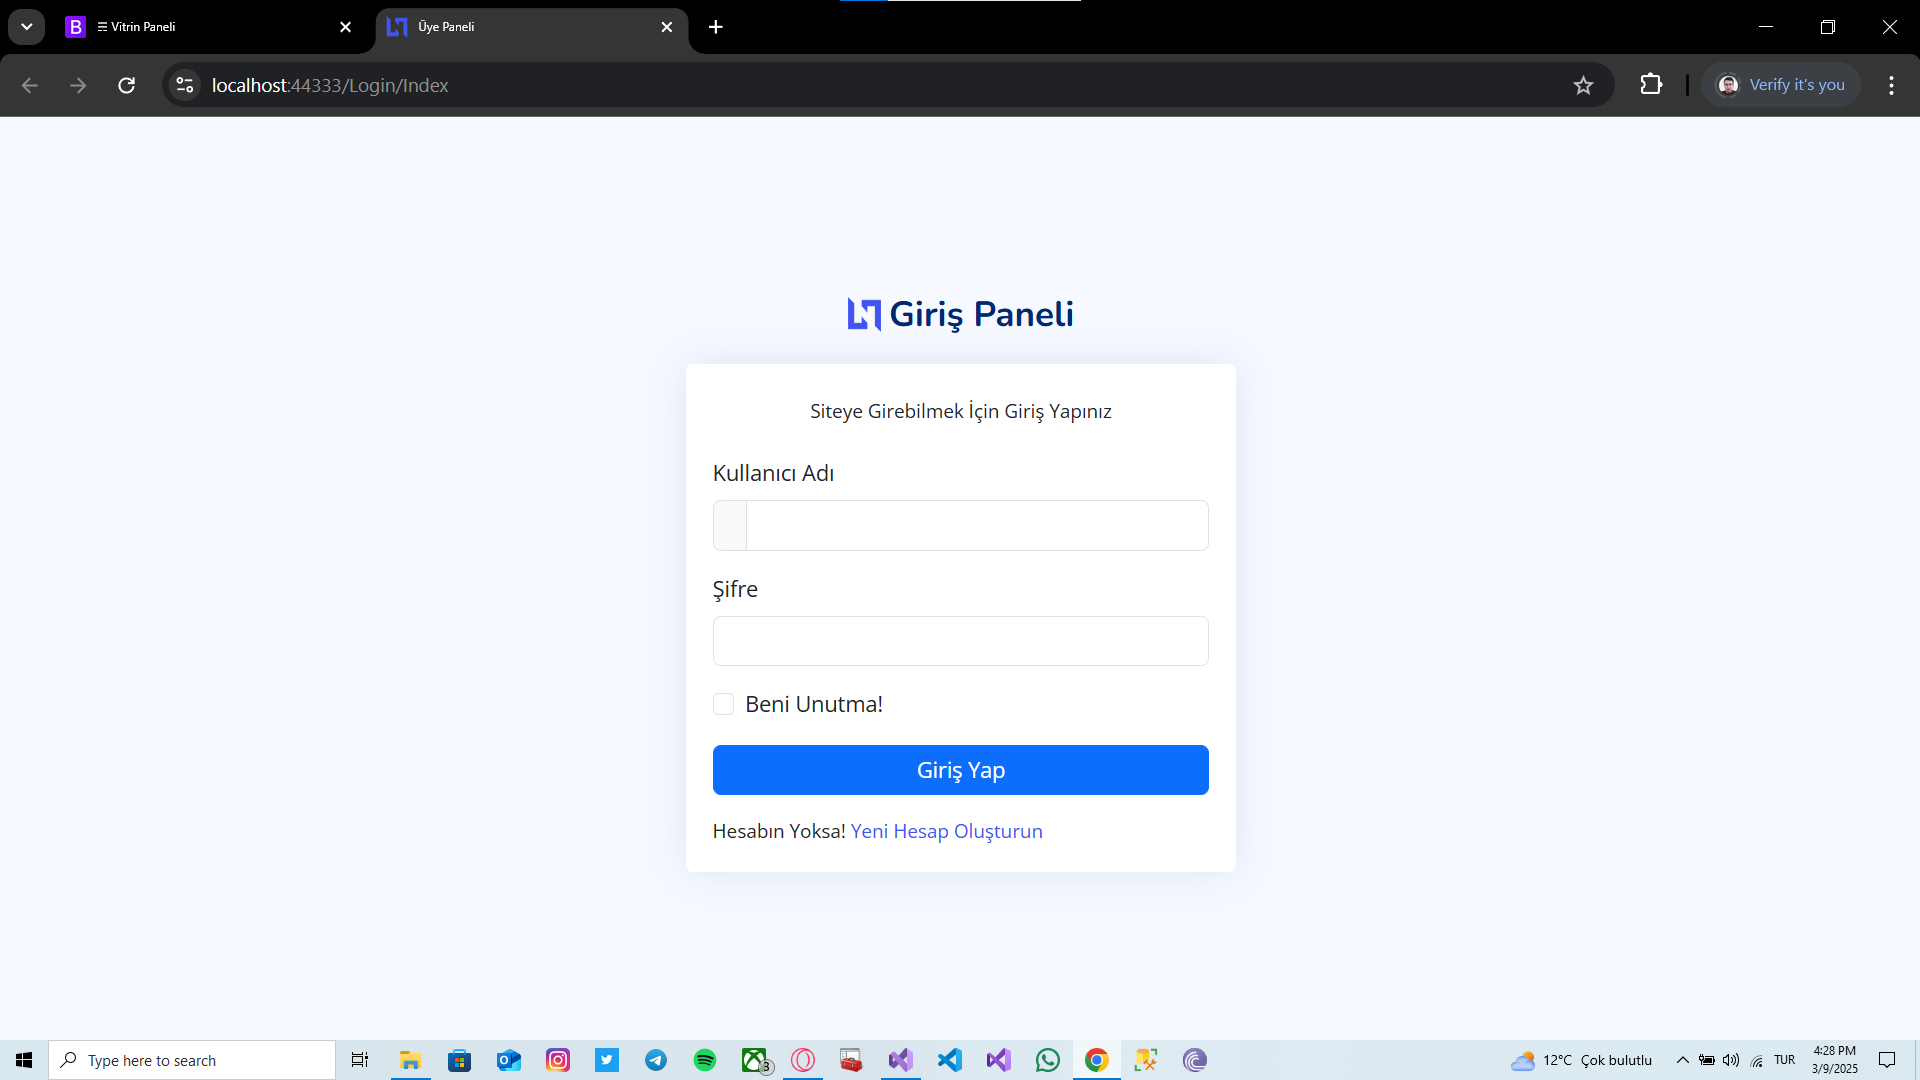 ☴ Vitrin Paneli
Üye Paneli
localhost:44333/Login/Index
Verify it's you
Giriş Paneli
Siteye Girebilmek İçin Giriş Yapınız
Kullanıcı Adı
Şifre
Beni Unutma!
Giriş Yap
Hesabın Yoksa! Yeni Hesap Oluşturun
Type here to search
3
12°C Çok bulutlu
TUR
4:28 PM
3/9/2025